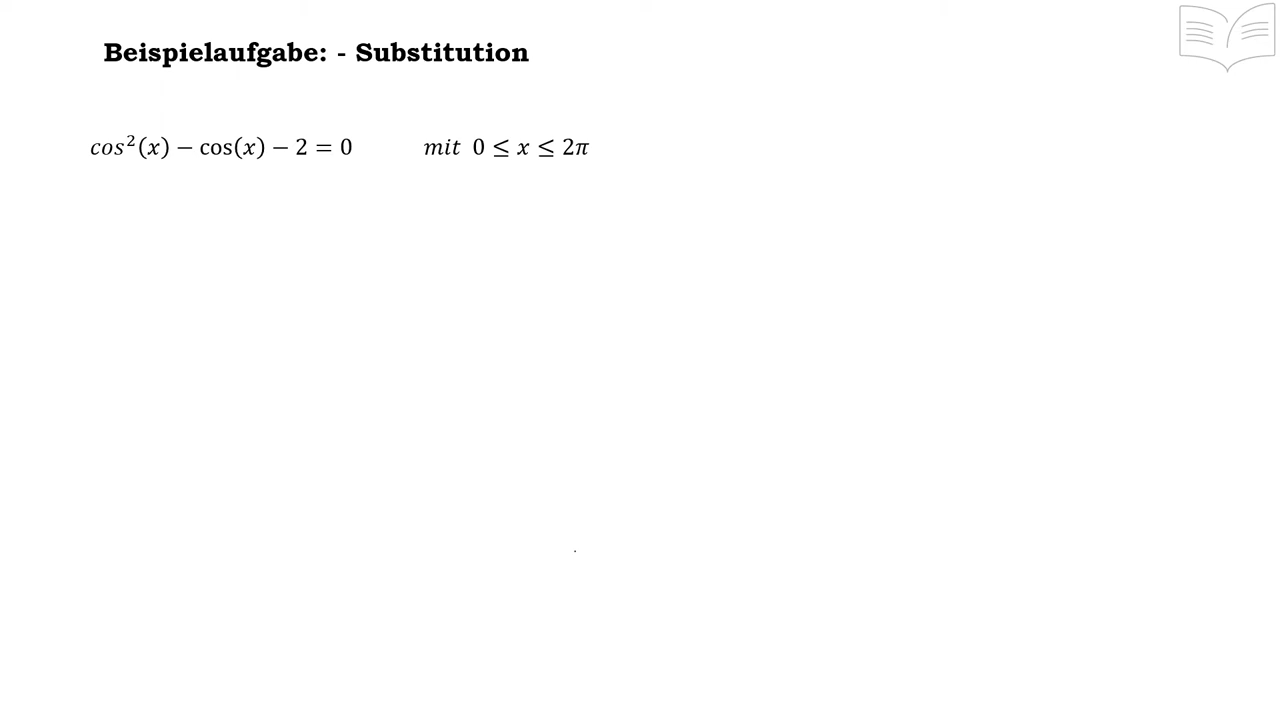 Beispielaufgabe: - Substitution
cos²(x) − cos(x) − 2 = 0 mit 0 ≤ x ≤ 2π